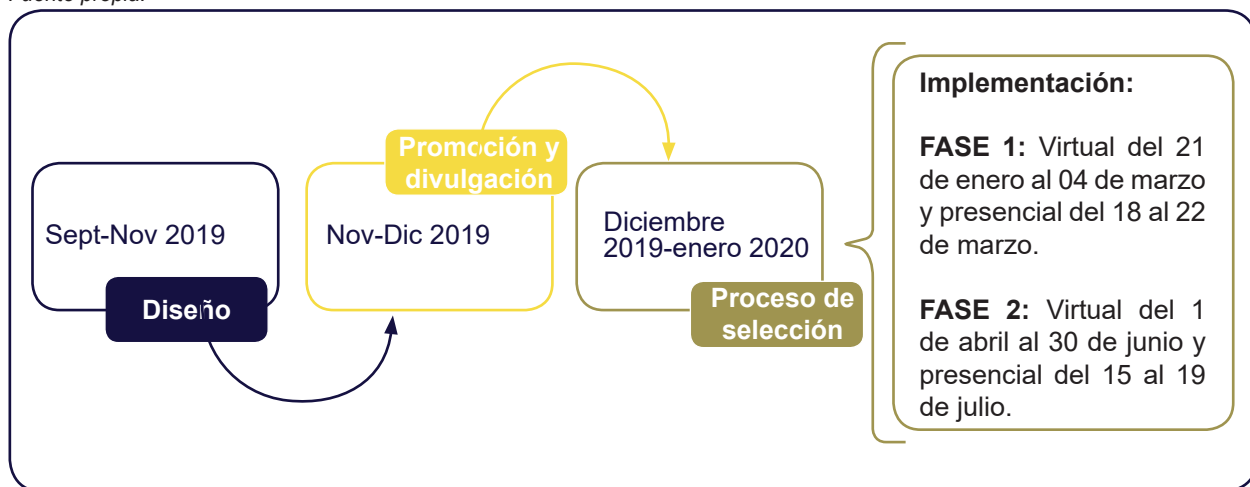 Fuente propia.
Sept-Nov 2019
Diseño
Promoción y
divulgación
Nov-Dic 2019
Diciembre
2019-enero 2020
Proceso de
selección
Implementación:
FASE 1: Virtual del 21
de enero al 04 de marzo
y presencial del 18 al 22
de marzo.
FASE 2: Virtual del 1
de abril al 30 de junio y
presencial del 15 al 19
de julio.